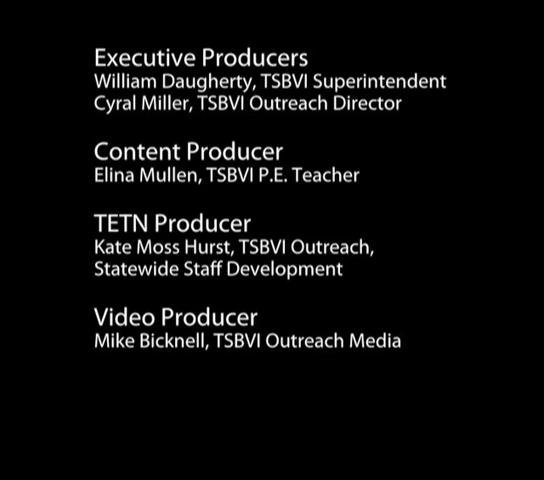 Executive Producers
William Daugherty, TSBVI Superintendent
Cyral Miller, TSBVI Outreach Director
Content Producer
Elina Mullen, TSBVI P.E. Teacher
TETN Producer
Kate Moss Hurst, TSBVI Outreach,
Statewide Staff Development
Video Producer
Mike Bicknell, TSBVI Outreach Media